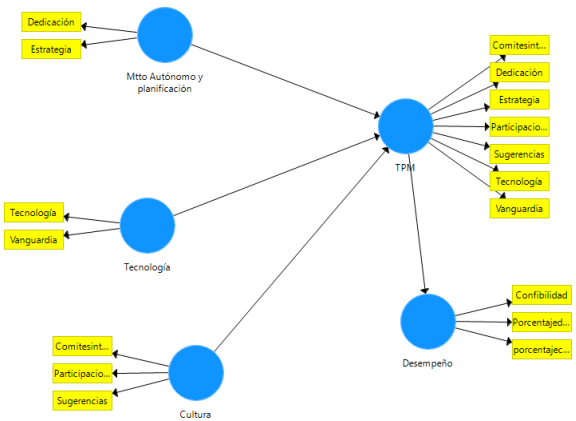 Dedicación
Estrategia
Mtto Autónomo y
planificación
Comitesint...
Dedicación
Estrategia
Participacio...
Sugerencias
Tecnología
Vanguardia
TPM
Tecnología
Vanguardia
Tecnología
Confibilidad
Porcentajed...
porcentajec...
Desempeño
Comitesint...
Participacio...
Sugerencias
Cultura